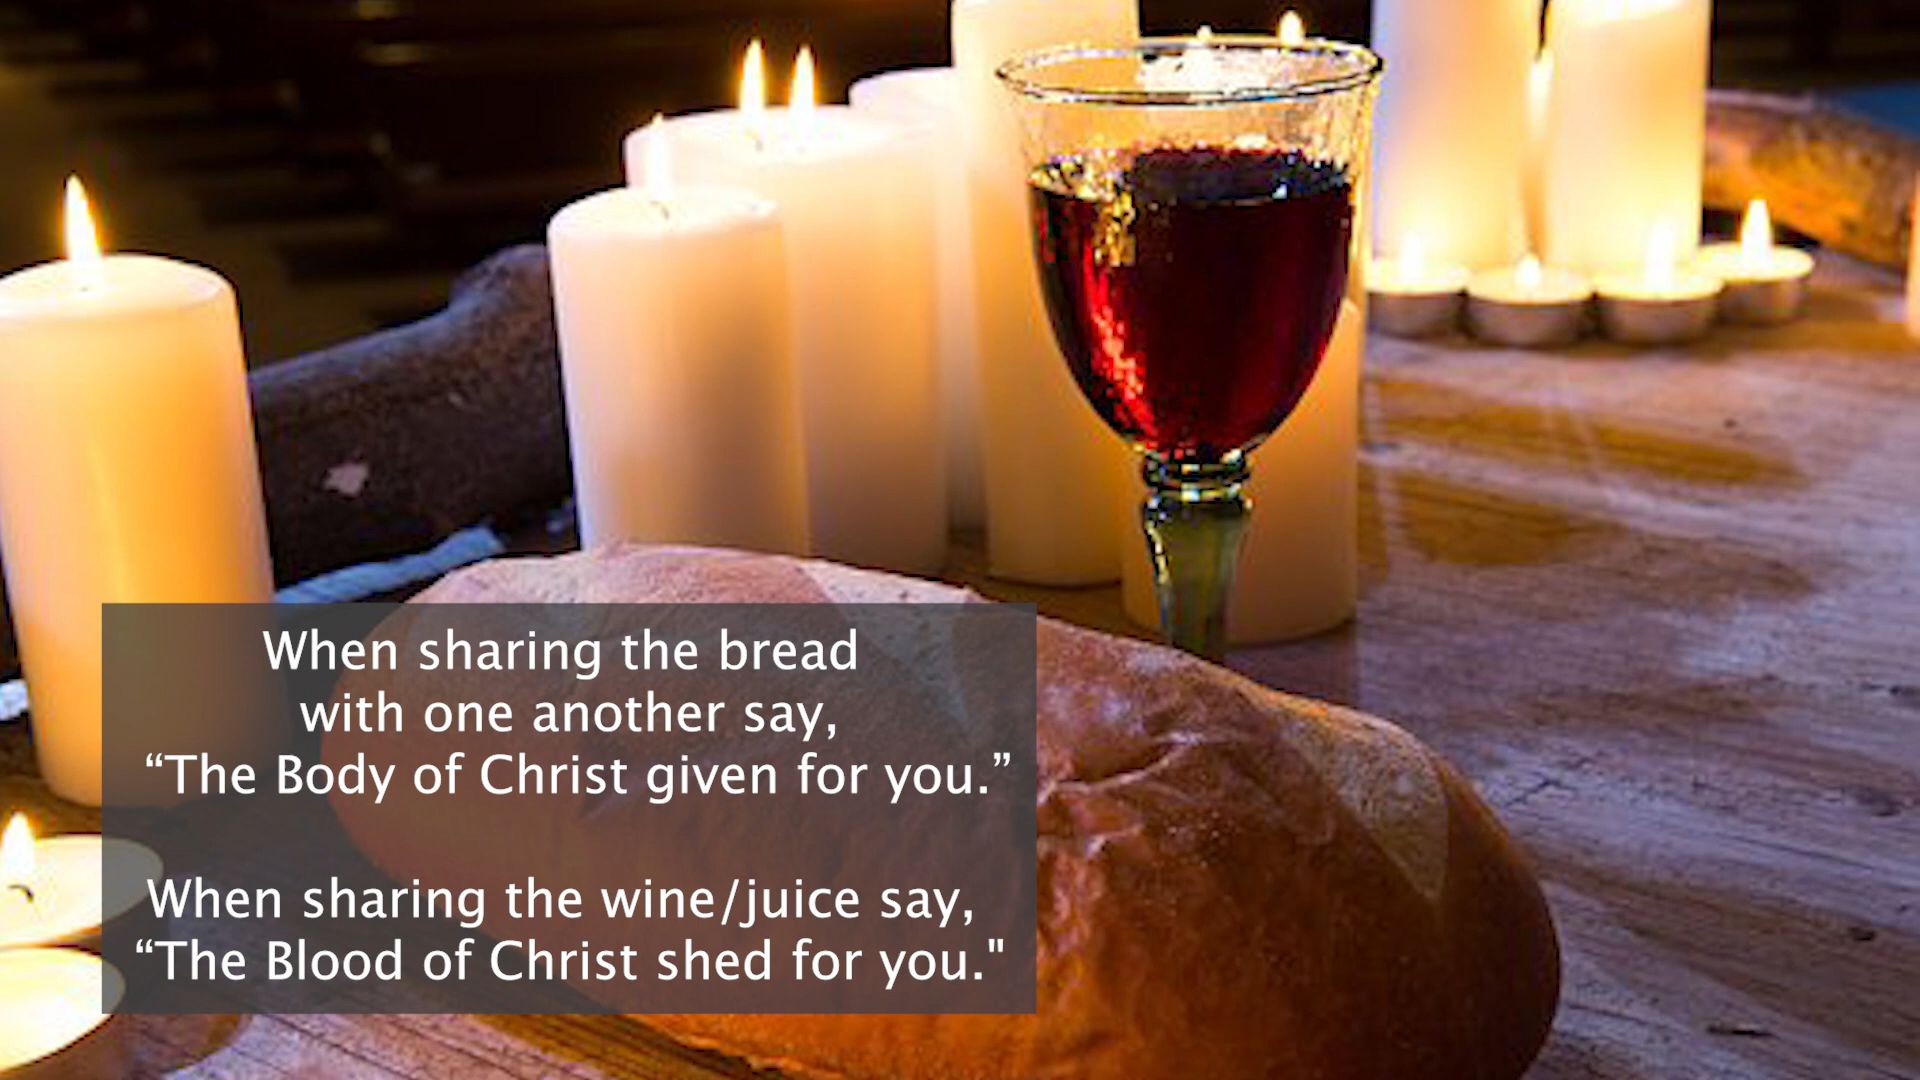 When sharing the bread
with one another say,
“The Body of Christ given for you.”
When sharing the wine/juice say,
“The Blood of Christ shed for you."